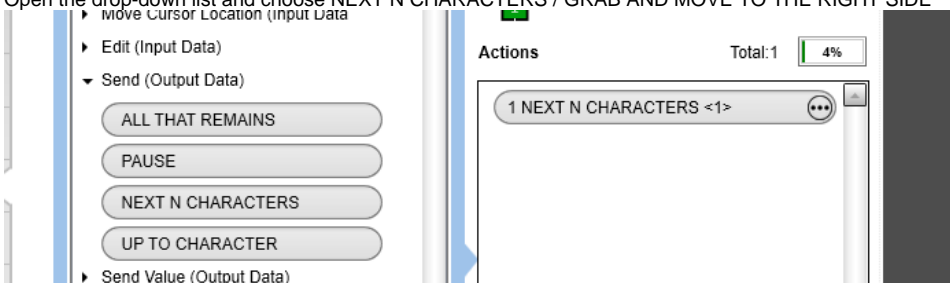 Open the drop-down list and choose NEXT N CHARACTERS / GRAB AND MOVE TO THE RIGHT SIDE
Move Cursor Location (Input Data
Edit (Input Data)
Send (Output Data)
ALL THAT REMAINS
PAUSE
NEXT N CHARACTERS
UP TO CHARACTER
Send Value (Output Data)
Actions Total:1 4%
1 NEXT N CHARACTERS <1>